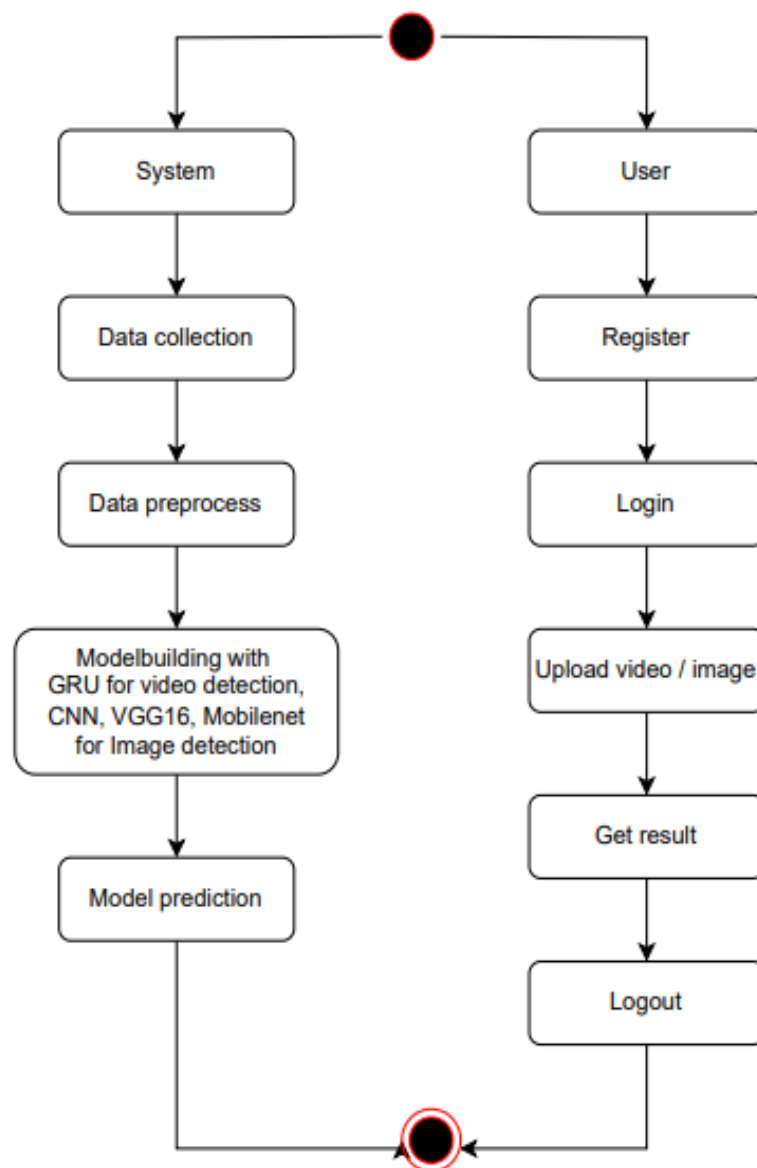 System
User
Data collection
Register
Data preprocess
Login
Modelbuilding with
GRU for video detection,
CNN, VGG16, Mobilenet
for Image detection
Upload video / image
Get result
Model prediction
Logout